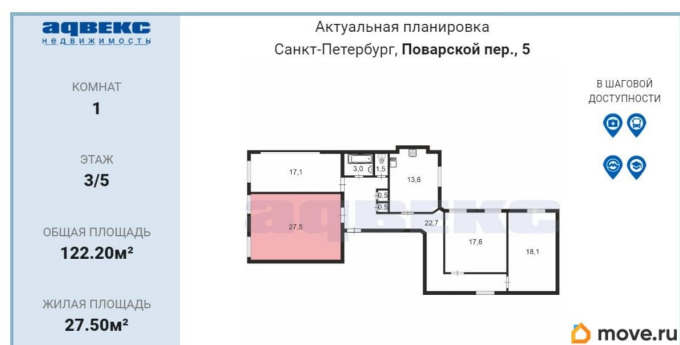 адвекс
недвижимость
КОМНАТ
1
ЭТАЖ
3/5
ОБЩАЯ ПЛОЩАДЬ
122.20м²
ЖИЛАЯ ПЛОЩАДЬ
27.50м²
Актуальная планировка
Санкт-Петербург, Поварской пер., 5
В ШАГОВОЙ
ДОСТУПНОСТИ
17,1
3,0
1,5
13,6
0,5
0,5
27,5
22,7
17,6
18,1
адвекс
move.ru